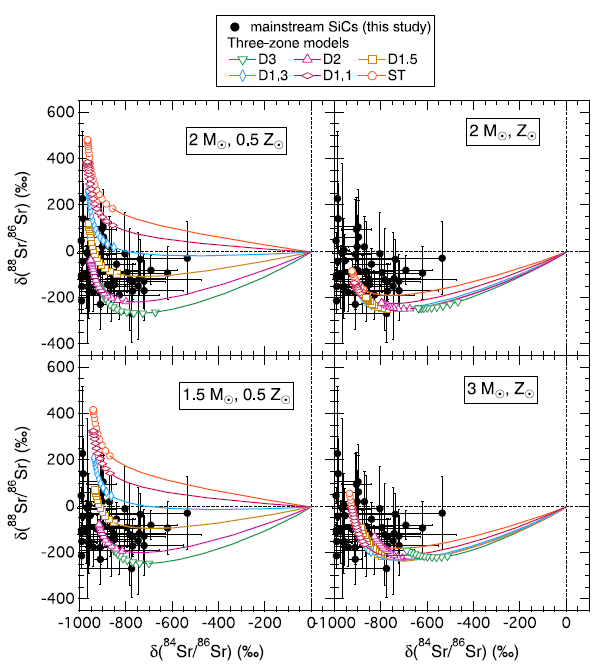 mainstream SiCs (this study)
Three-zone models
D3 D2 D1.5
D1.3 D1.1 ST
600
400
200
0
-200
-400
δ(⁸⁸Sr/⁸⁶Sr) (‰)
2 M☉, 0.5 Z☉
2 M☉, Z☉
600
400
200
0
-200
-400
δ(⁸⁸Sr/⁸⁶Sr) (‰)
1.5 M☉, 0.5 Z☉
3 M☉, Z☉
-1000 -800 -600 -400 -200 0
-1000 -800 -600 -400 -200 0
δ(⁸⁴Sr/⁸⁶Sr) (‰) δ(⁸⁴Sr/⁸⁶Sr) (‰)